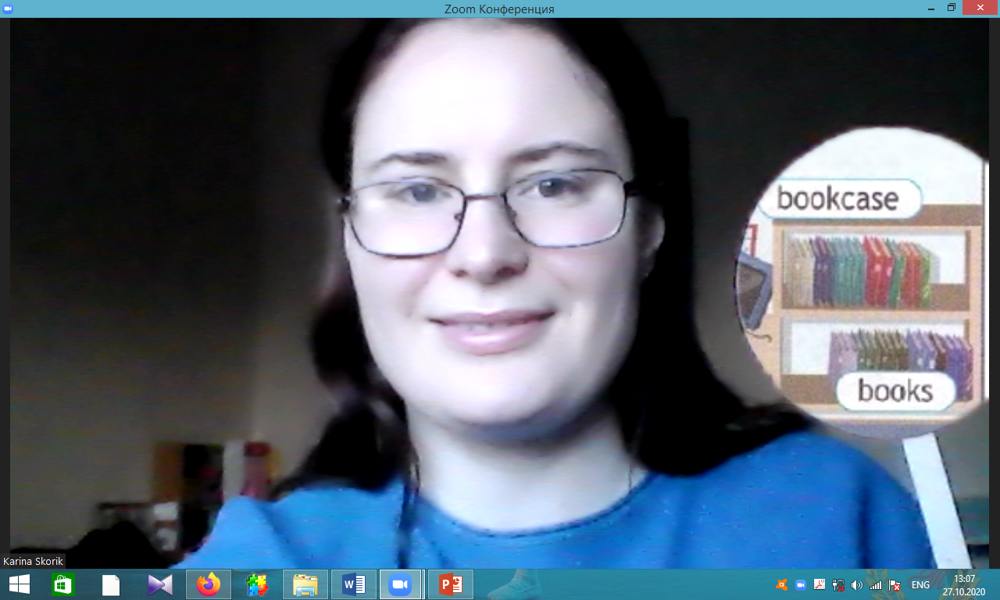 Zoom Конференция
bookcase
books
Karina Skorik
ENG
13:07
27.10.2020